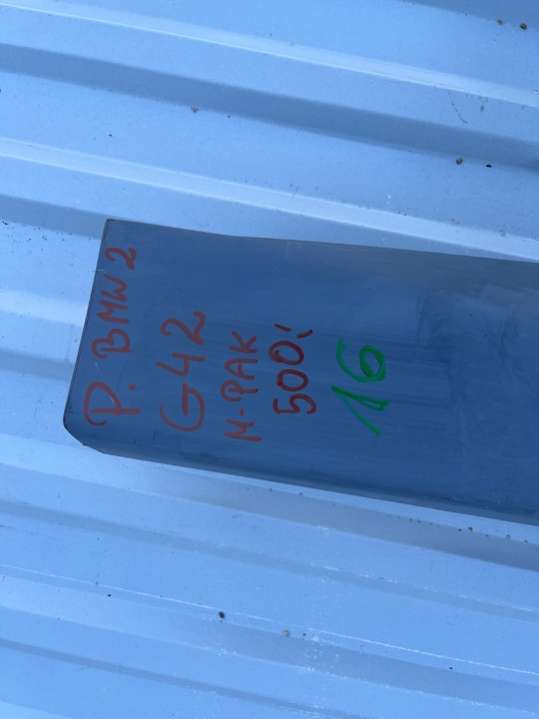 P. BMW 2
G42
M-PAK
500,-
16